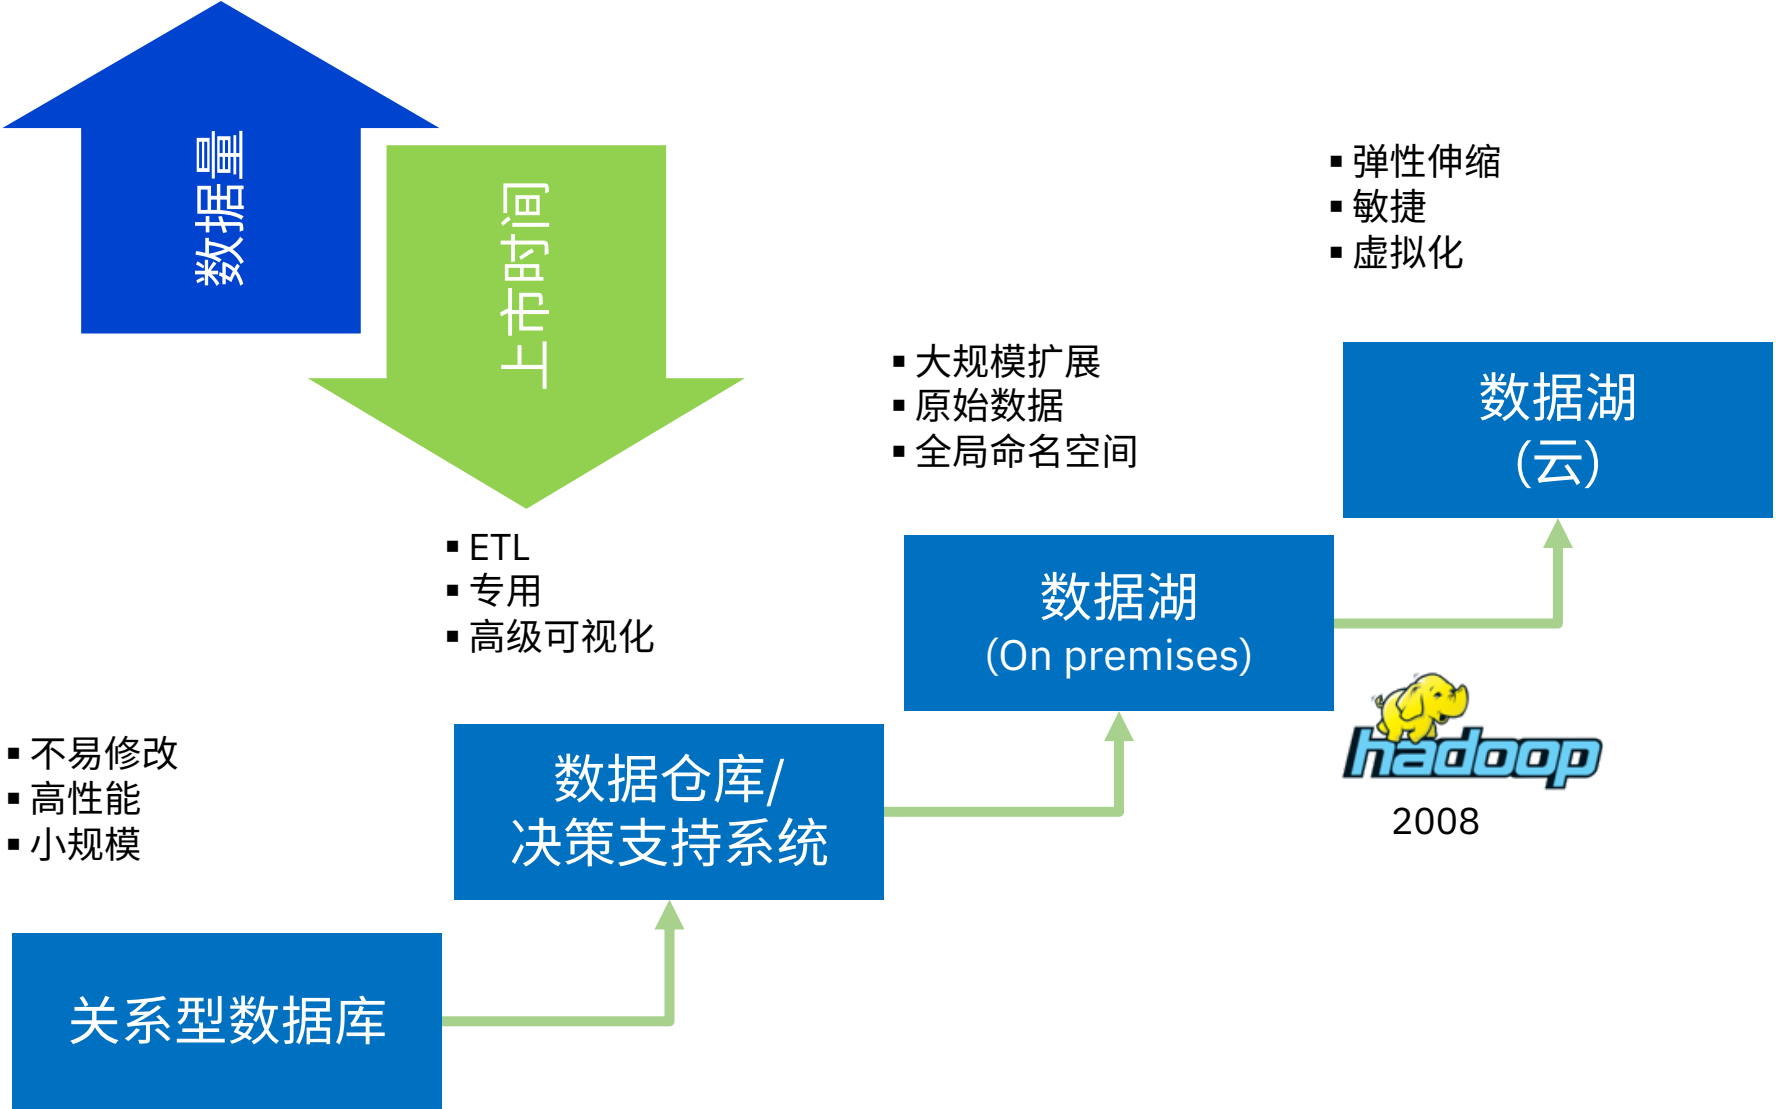 数据量
上市时间
▪ 弹性伸缩
▪ 敏捷
▪ 虚拟化
数据湖
(云)
▪ 大规模扩展
▪ 原始数据
▪ 全局命名空间
数据湖
(On premises)
hadoop
2008
▪ ETL
▪ 专用
▪ 高级可视化
数据仓库/
决策支持系统
▪ 不易修改
▪ 高性能
▪ 小规模
关系型数据库